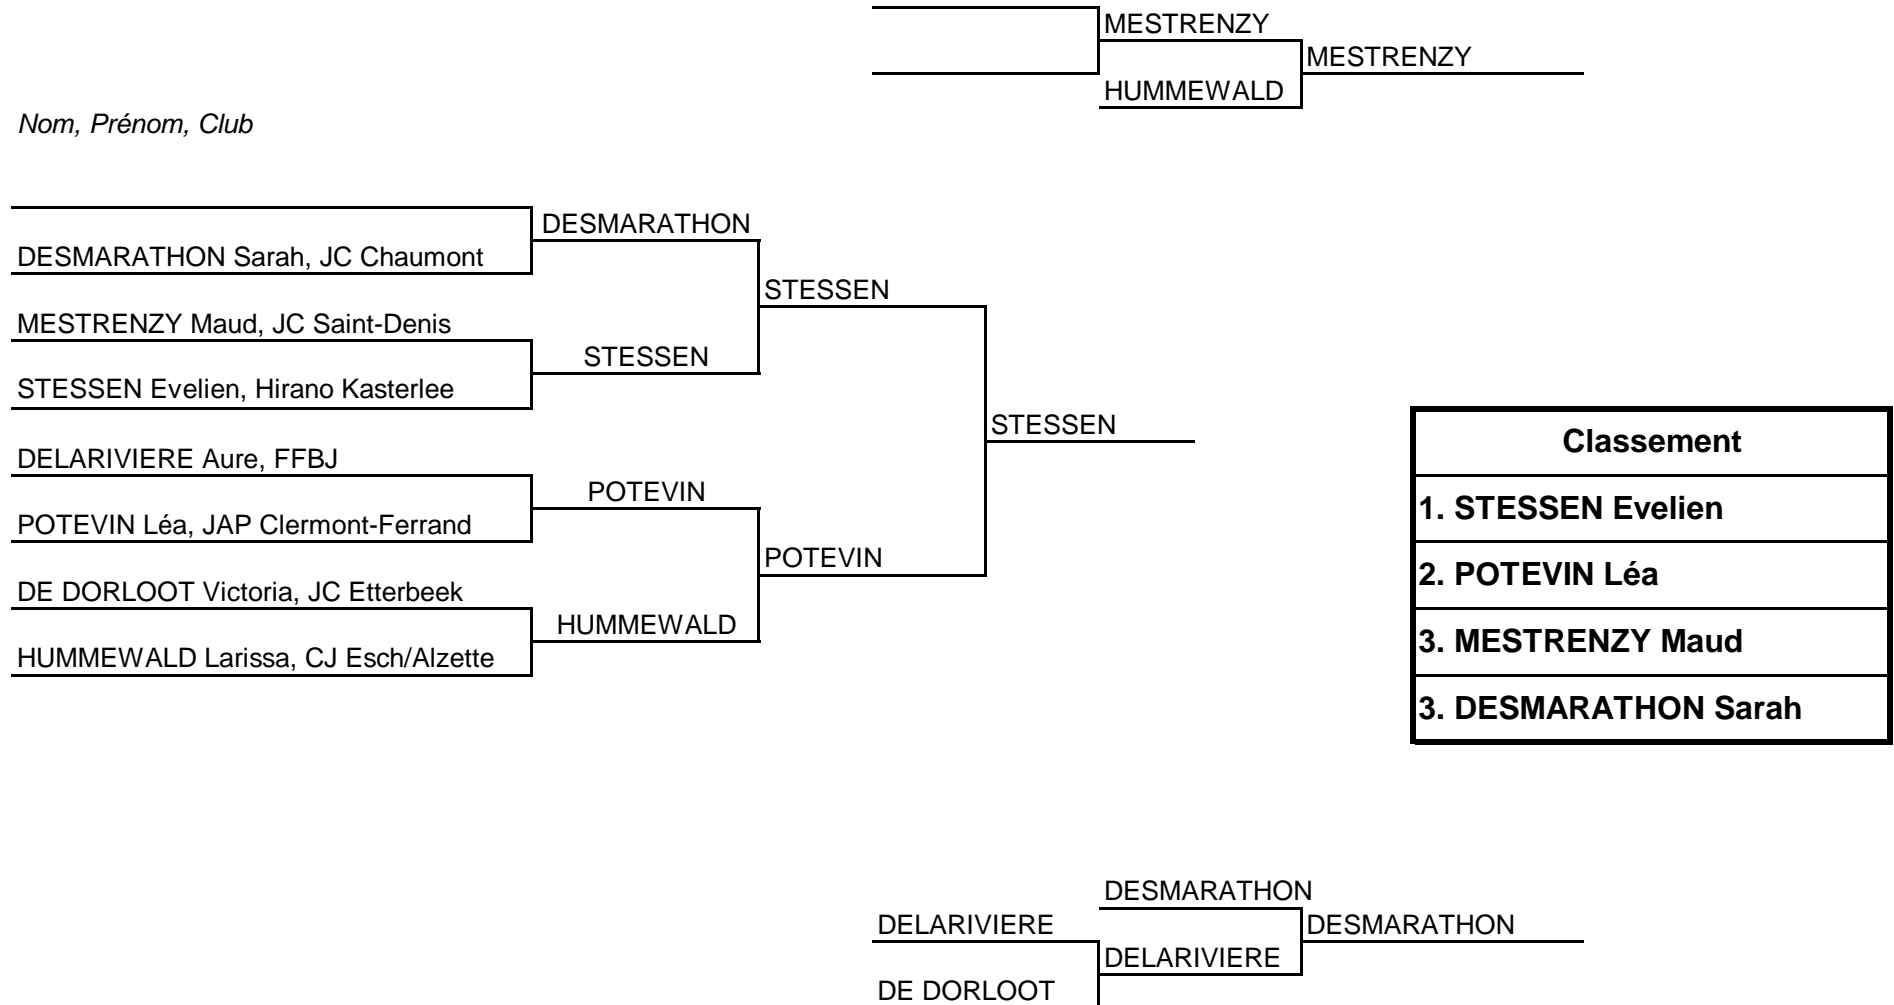 MESTRENZY
MESTRENZY
HUMMEWALD
Nom, Prénom, Club
DESMARATHON
DESMARATHON Sarah, JC Chaumont
STESSEN
MESTRENZY Maud, JC Saint-Denis
STESSEN
STESSEN Evelien, Hirano Kasterlee
STESSEN
DELARIVIERE Aure, FFBJ
POTEVIN
POTEVIN Léa, JAP Clermont-Ferrand
POTEVIN
DE DORLOOT Victoria, JC Etterbeek
HUMMEWALD
HUMMEWALD Larissa, CJ Esch/Alzette
Classement
1. STESSEN Evelien
2. POTEVIN Léa
3. MESTRENZY Maud
3. DESMARATHON Sarah
DESMARATHON
DELARIVIERE
DESMARATHON
DELARIVIERE
DE DORLOOT